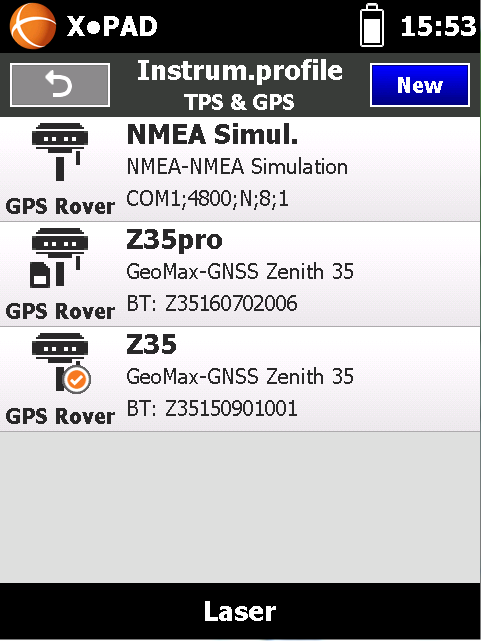 X•PAD
15:53
Instrum.profile
TPS & GPS
New
NMEA Simul.
NMEA-NMEA Simulation
COM1;4800;N;8;1
GPS Rover
Z35pro
GeoMax-GNSS Zenith 35
BT: Z35160702006
GPS Rover
Z35
GeoMax-GNSS Zenith 35
BT: Z35150901001
GPS Rover
Laser